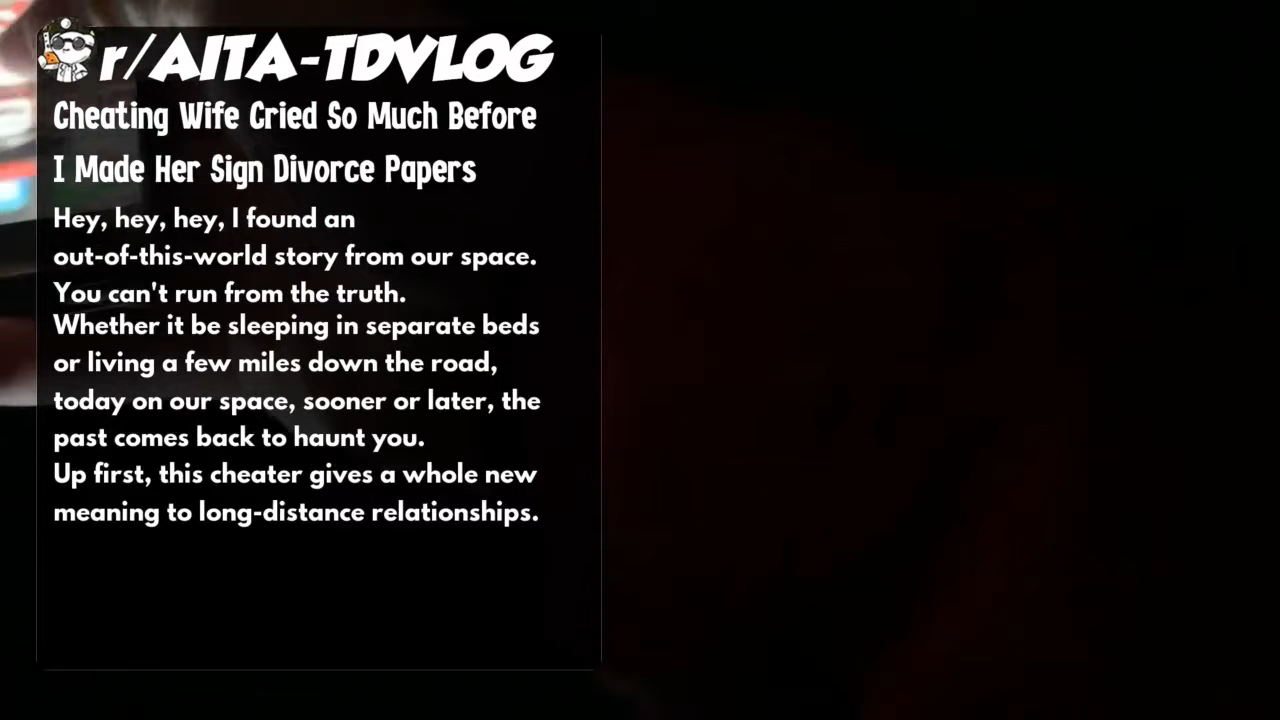 r/AITA-TDVLOG
Cheating Wife Cried So Much Before
I Made Her Sign Divorce Papers
Hey, hey, hey, I found an
out-of-this-world story from our space.
You can't run from the truth.
Whether it be sleeping in separate beds
or living a few miles down the road,
today on our space, sooner or later, the
past comes back to haunt you.
Up first, this cheater gives a whole new
meaning to long-distance relationships.